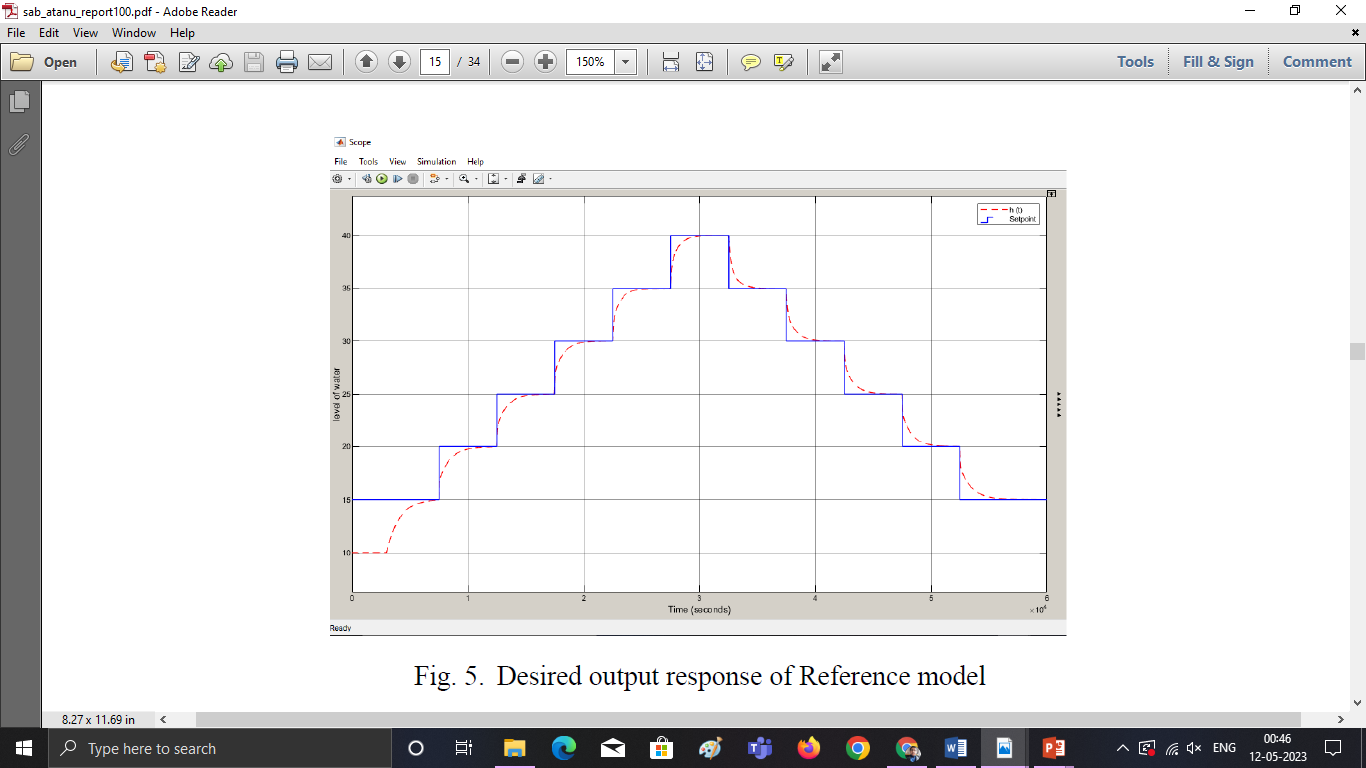 sab_atanu_report100.pdf - Adobe Reader
File Edit View Window Help
Open 15 / 34 150% Tools Fill & Sign Comment
Scope
File Tools View Simulation Help
h (t)
Setpoint
40
35
30
25
20
15
10
level of water
0 1 2 3 4 5 6
Time (seconds)
×10⁴
Ready
Fig. 5. Desired output response of Reference model
8.27 x 11.69 in
Type here to search
ENG
00:46
12-05-2023